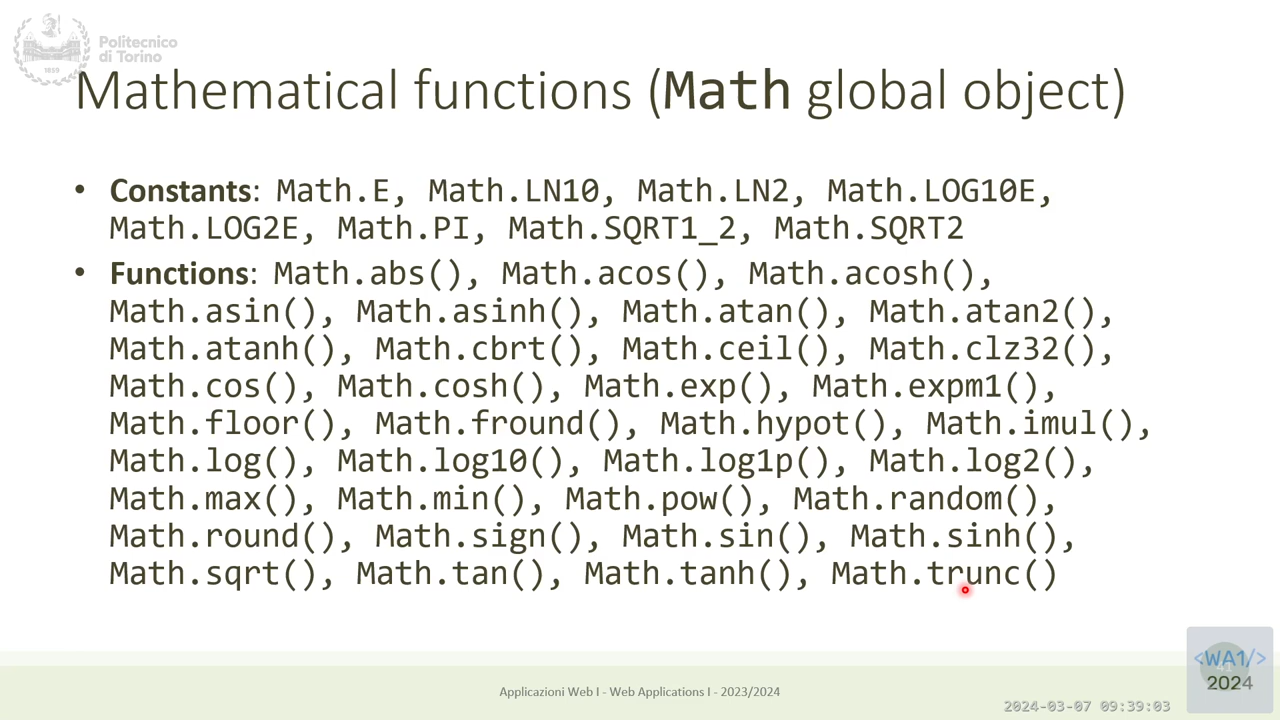 Politecnico
di Torino
1859
Mathematical functions (Math global object)
• Constants: Math.E, Math.LN10, Math.LN2, Math.LOG10E,
Math.LOG2E, Math.PI, Math.SQRT1_2, Math.SQRT2
• Functions: Math.abs(), Math.acos(), Math.acosh(),
Math.asin(), Math.asinh(), Math.atan(), Math.atan2(),
Math.atanh(), Math.cbrt(), Math.ceil(), Math.clz32(),
Math.cos(), Math.cosh(), Math.exp(), Math.expm1(),
Math.floor(), Math.fround(), Math.hypot(), Math.imul(),
Math.log(), Math.log10(), Math.log1p(), Math.log2(),
Math.max(), Math.min(), Math.pow(), Math.random(),
Math.round(), Math.sign(), Math.sin(), Math.sinh(),
Math.sqrt(), Math.tan(), Math.tanh(), Math.trunc()
Applicazioni Web I - Web Applications I - 2023/2024
<WA1/>
2024
2024-03-07 09:39:03